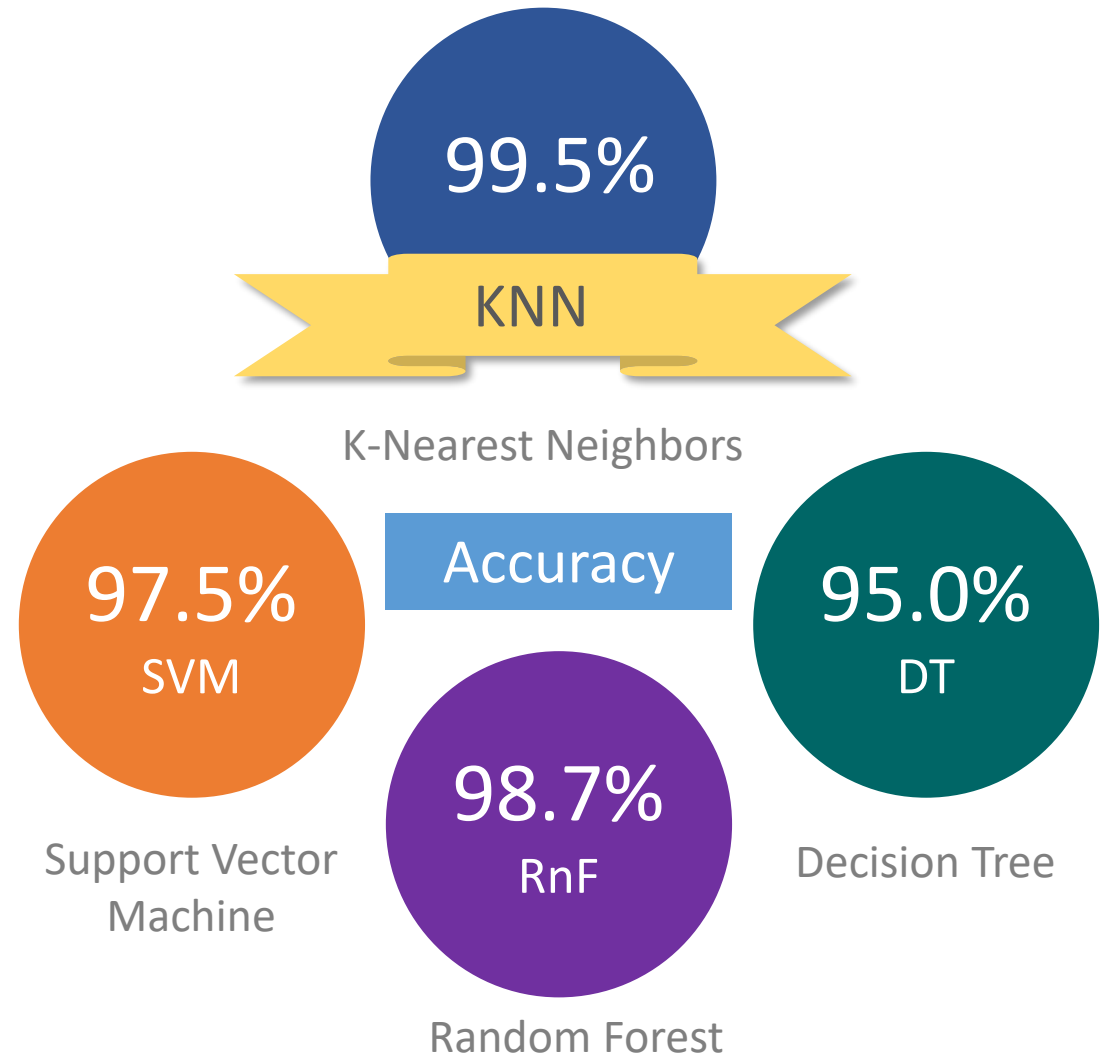 99.5%
KNN
K-Nearest Neighbors
Accuracy
97.5%
SVM
Support Vector
Machine
98.7%
RnF
Random Forest
95.0%
DT
Decision Tree